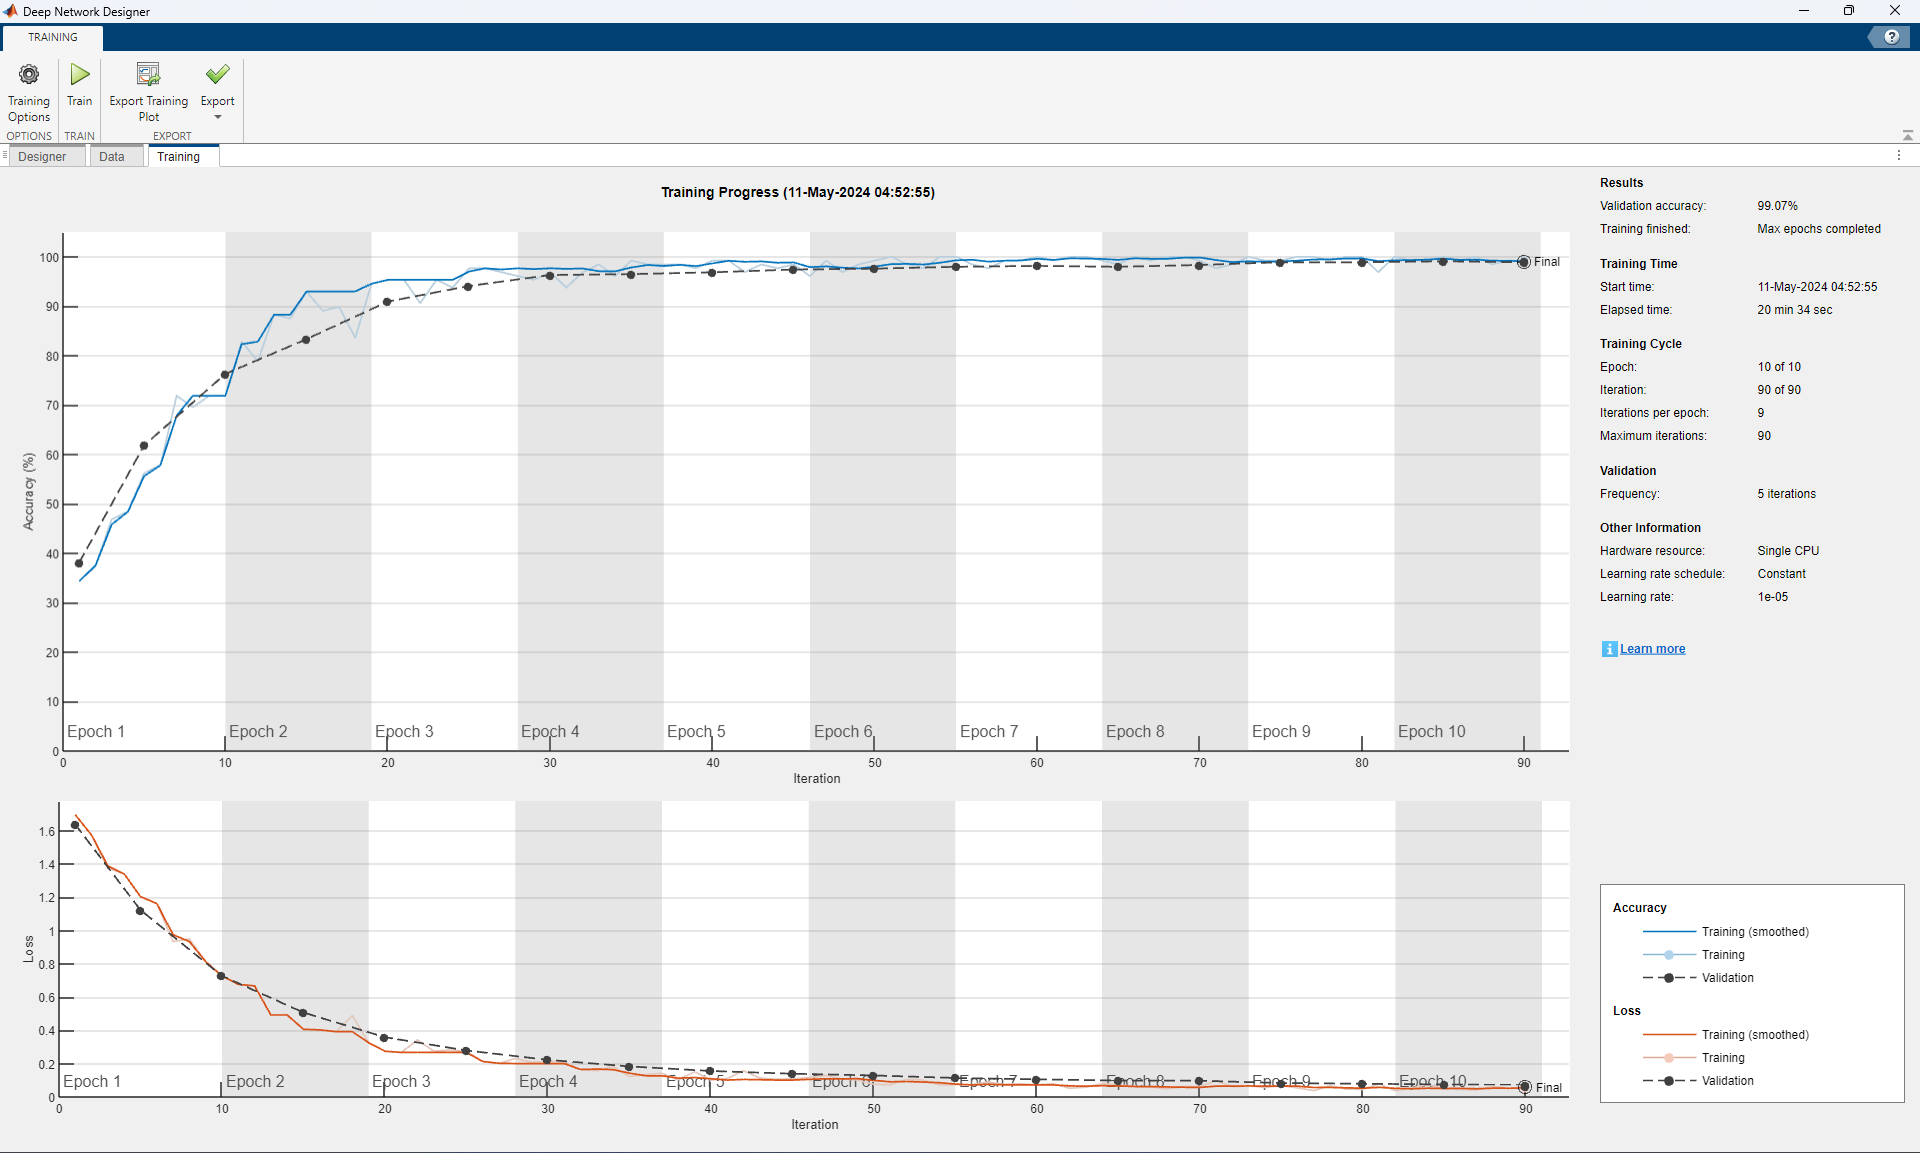 Deep Network Designer
TRAINING
?
Training Options
Train
Export Training Plot
Export
OPTIONS
TRAIN
EXPORT
Designer
Data
Training
Training Progress (11-May-2024 04:52:55)
100
90
80
70
60
50
40
30
20
10
0
Accuracy (%)
Final
Epoch 1
Epoch 2
Epoch 3
Epoch 4
Epoch 5
Epoch 6
Epoch 7
Epoch 8
Epoch 9
Epoch 10
0
10
20
30
40
50
60
70
80
90
Iteration
1.6
1.4
1.2
1
0.8
0.6
0.4
0.2
0
Loss
Final
Epoch 1
Epoch 2
Epoch 3
Epoch 4
Epoch 5
Epoch 6
Epoch 7
Epoch 8
Epoch 9
Epoch 10
0
10
20
30
40
50
60
70
80
90
Iteration
Results
Validation accuracy: 99.07%
Training finished: Max epochs completed
Training Time
Start time: 11-May-2024 04:52:55
Elapsed time: 20 min 34 sec
Training Cycle
Epoch: 10 of 10
Iteration: 90 of 90
Iterations per epoch: 9
Maximum iterations: 90
Validation
Frequency: 5 iterations
Other Information
Hardware resource: Single CPU
Learning rate schedule: Constant
Learning rate: 1e-05
i Learn more
Accuracy
Training (smoothed)
Training
Validation
Loss
Training (smoothed)
Training
Validation